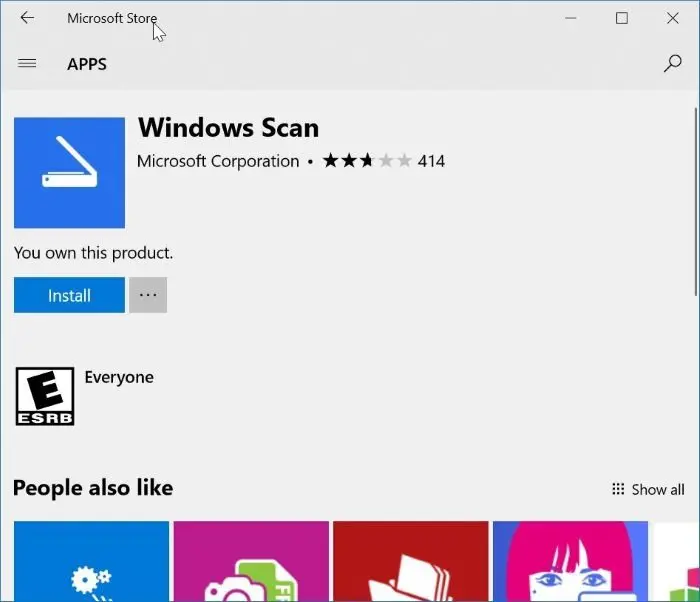 Microsoft Store
APPS
Windows Scan
Microsoft Corporation • 414
You own this product.
Install ...
E
ESRB
Everyone
People also like
Show all